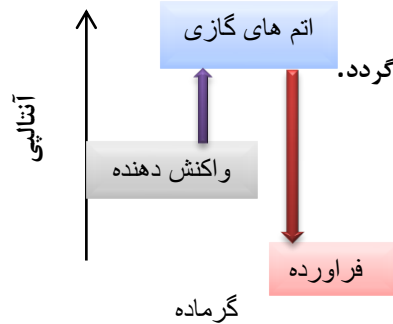 اتم های گازی
گردد.
آنتالپی
واکنش دهنده
فراورده
گرماده